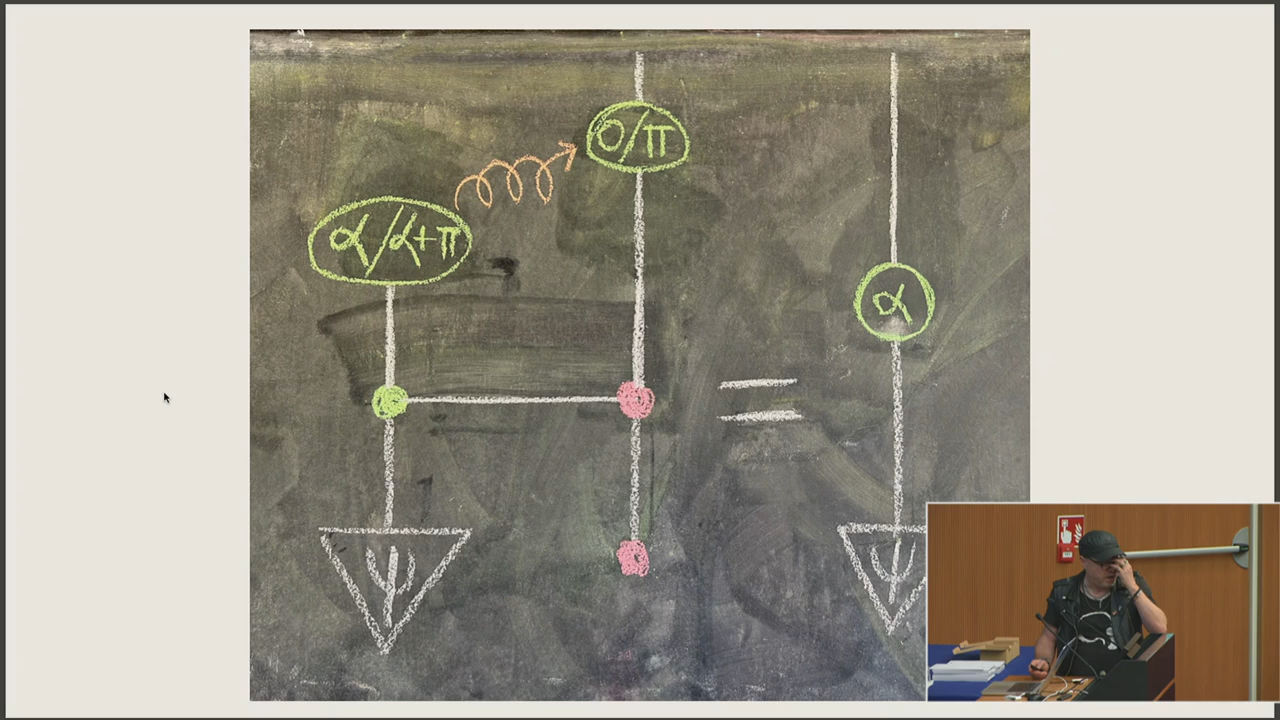 0/π
α/α+π
=
α
ψ
ψ